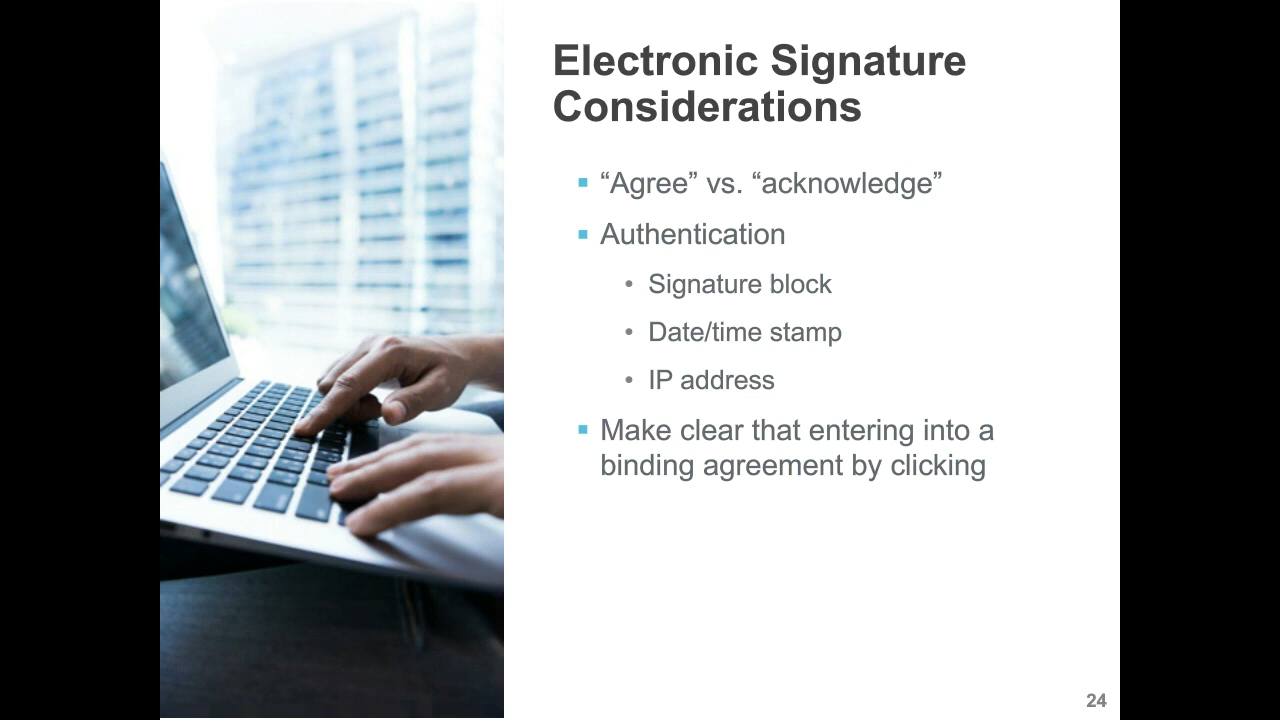 Electronic Signature
Considerations
“Agree” vs. “acknowledge”
Authentication
Signature block
Date/time stamp
IP address
Make clear that entering into a
binding agreement by clicking
24